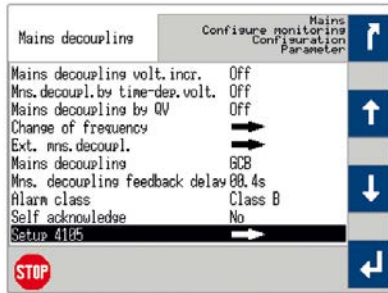 Mains decoupling
Mains
Configure monitoring
Configuration
Parameter
Mains decoupling volt.incr. Off
Mns.decoupl.by time-dep.volt. Off
Mains decoupling by QV Off
Change of frequency
Ext. mns.decoupl.
Mains decoupling GCB
Mns. decoupling feedback delay 00.4s
Alarm class Class B
Self acknowledge No
Setup 4105
STOP